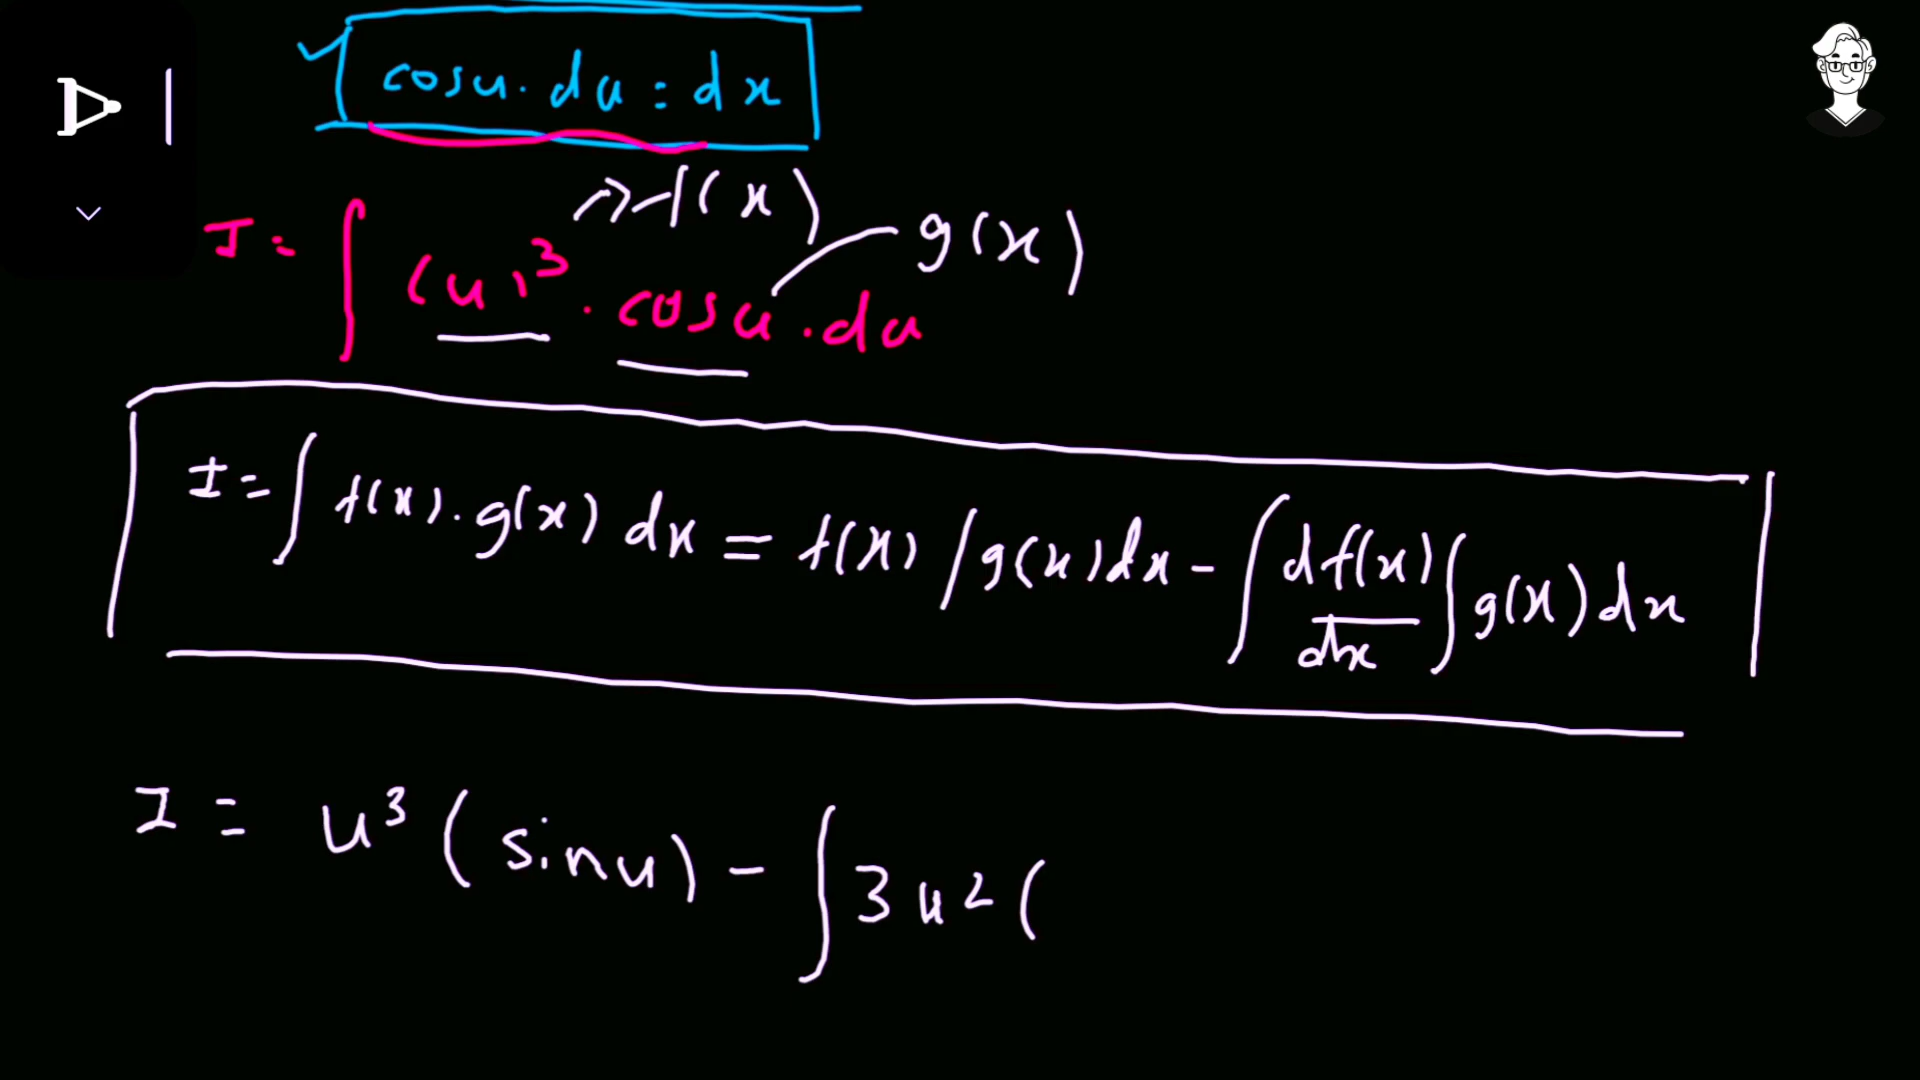 cosu. du = dx
f(x)
g(x)
I = ∫ (u)³ . cosu . du
I = ∫ f(x) . g(x) dx = f(x) ∫ g(x) dx - ∫ df(x)/dx ∫ g(x) dx
I = u³ ( sinu ) - ∫ 3u² (